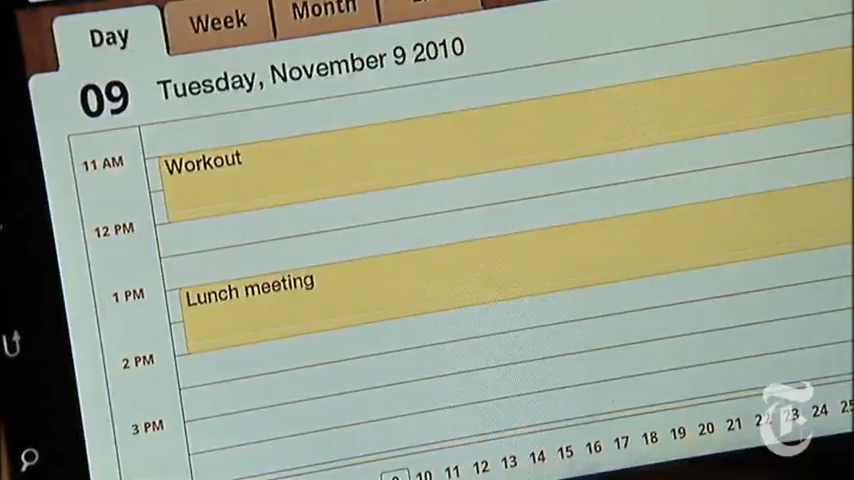 Day
Week
Month
09
Tuesday, November 9 2010
11 AM
Workout
12 PM
1 PM
Lunch meeting
2 PM
3 PM
9 10 11 12 13 14 15 16 17 18 19 20 21 22 23 24 25
T